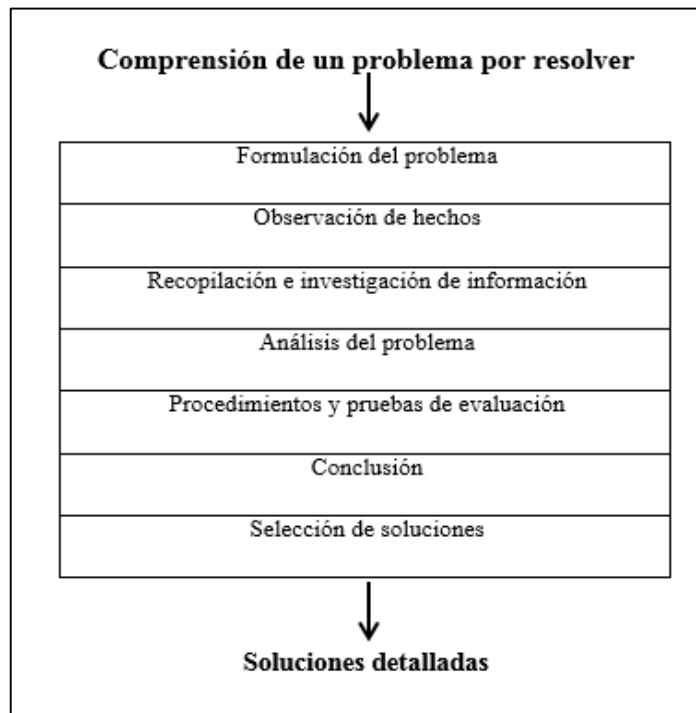 Comprensión de un problema por resolver
Formulación del problema
Observación de hechos
Recopilación e investigación de información
Análisis del problema
Procedimientos y pruebas de evaluación
Conclusión
Selección de soluciones
Soluciones detalladas